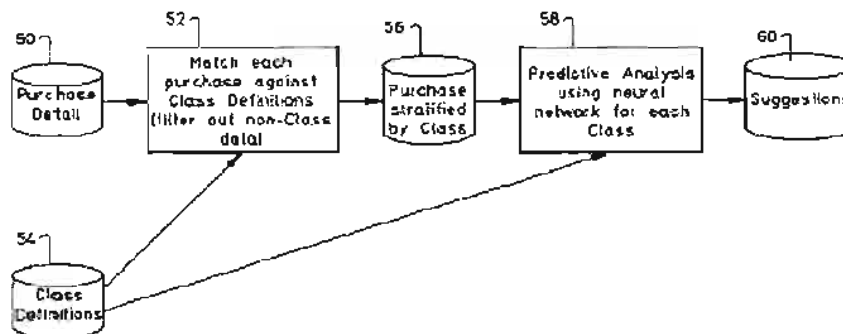 50
Purchase
Detail
52
Match each
purchase against
Class Definitions
(filter out non-Class
data)
56
Purchase
stratified
by Class
58
Predictive Analysis
using neural
network for each
Class
60
Suggestions
54
Class
Definitions